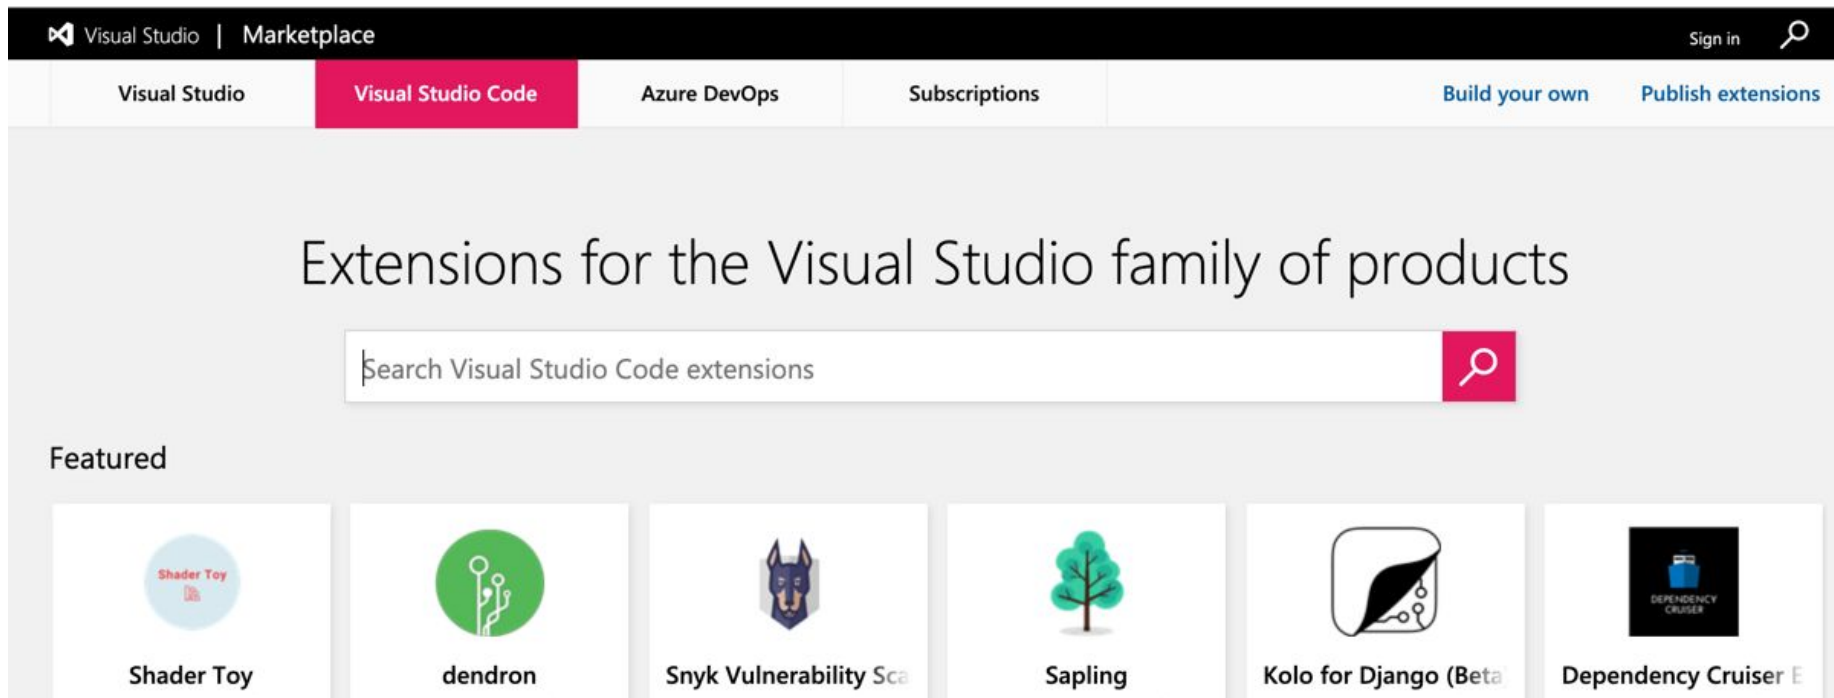 Visual Studio | Marketplace
Sign in
Visual Studio
Visual Studio Code
Azure DevOps
Subscriptions
Build your own
Publish extensions
Extensions for the Visual Studio family of products
Search Visual Studio Code extensions
Featured
Shader Toy
DEPENDENCY
CRUISER
Shader Toy
dendron
Snyk Vulnerability Sca
Sapling
Kolo for Django (Beta
Dependency Cruiser E